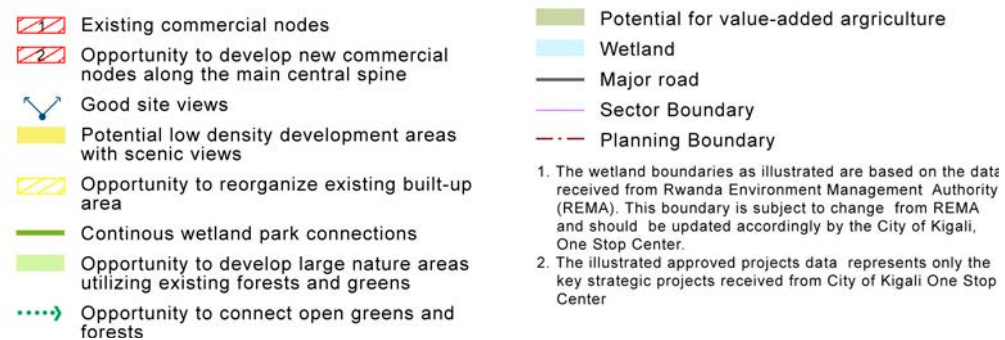 1 Existing commercial nodes
2 Opportunity to develop new commercial
nodes along the main central spine
Good site views
Potential low density development areas
with scenic views
Opportunity to reorganize existing built-up
area
Continous wetland park connections
Opportunity to develop large nature areas
utilizing existing forests and greens
Opportunity to connect open greens and
forests
Potential for value-added argriculture
Wetland
Major road
Sector Boundary
Planning Boundary
1. The wetland boundaries as illustrated are based on the data
received from Rwanda Environment Management Authority
(REMA). This boundary is subject to change from REMA
and should be updated accordingly by the City of Kigali,
One Stop Center.
2. The illustrated approved projects data represents only the
key strategic projects received from City of Kigali One Stop
Center